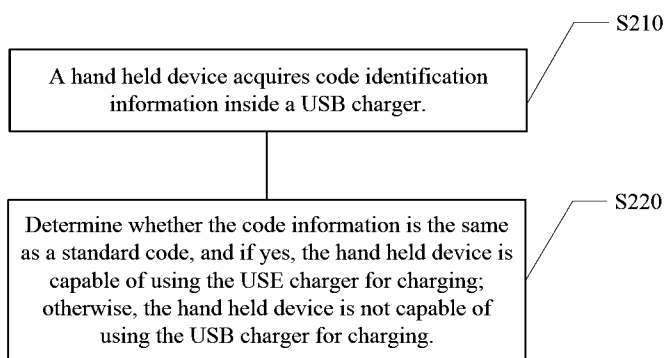 S210
A hand held device acquires code identification
information inside a USB charger.
S220
Determine whether the code information is the same
as a standard code, and if yes, the hand held device is
capable of using the USE charger for charging;
otherwise, the hand held device is not capable of
using the USB charger for charging.